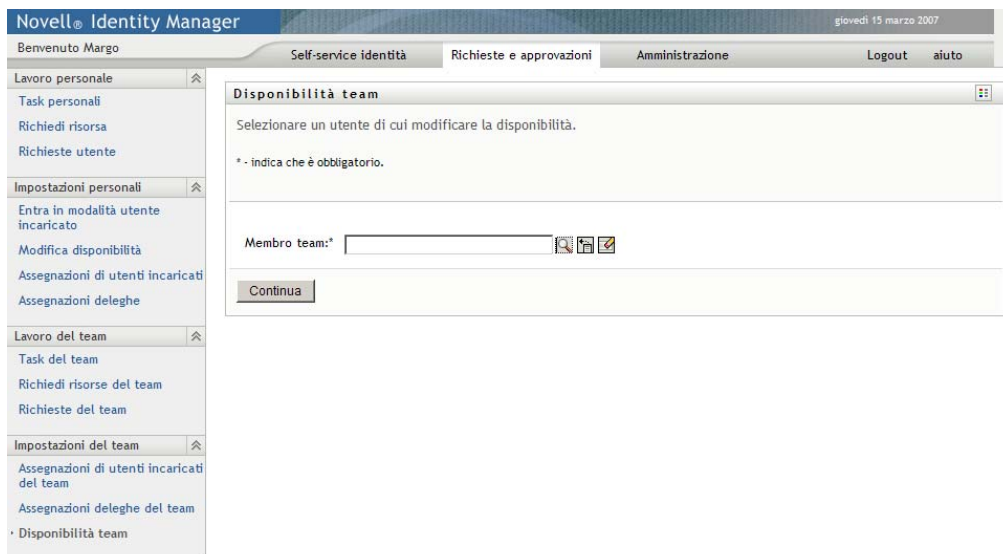 Novell® Identity Manager
giovedì 15 marzo 2007
Benvenuto Margo
Self-service identità
Richieste e approvazioni
Amministrazione
Logout
aiuto
Lavoro personale
Task personali
Richiedi risorsa
Richieste utente
Impostazioni personali
Entra in modalità utente
incaricato
Modifica disponibilità
Assegnazioni di utenti incaricati
Assegnazioni deleghe
Lavoro del team
Task del team
Richiedi risorse del team
Richieste del team
Impostazioni del team
Assegnazioni di utenti incaricati
del team
Assegnazioni deleghe del team
Disponibilità team
Disponibilità team
Selezionare un utente di cui modificare la disponibilità.
* - indica che è obbligatorio.
Membro team:*
Continua